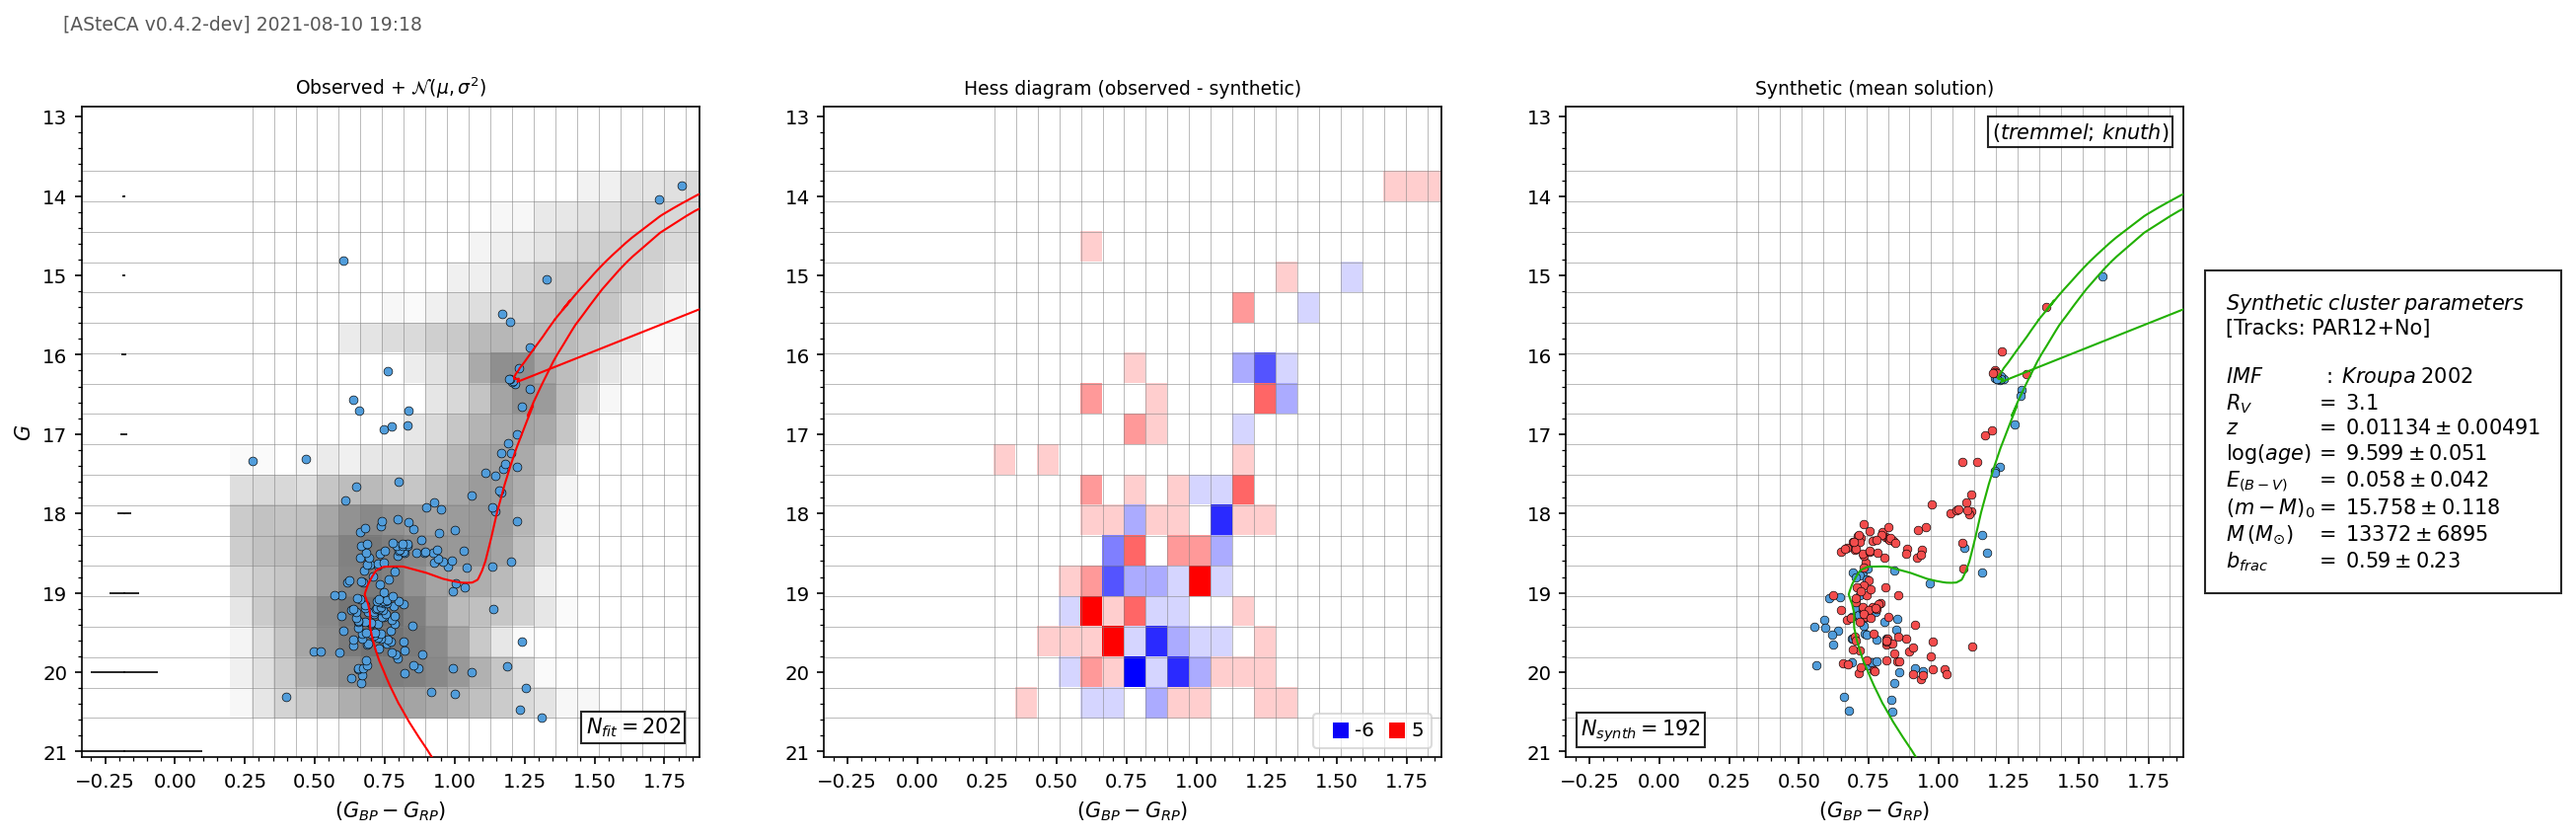 [ASteCA v0.4.2-dev] 2021-08-10 19:18
Observed + 𝒩(μ, σ²)
13
14
15
16
17
18
19
20
21
G
N_fit = 202
−0.25 0.00 0.25 0.50 0.75 1.00 1.25 1.50 1.75
(G_BP − G_RP)
Hess diagram (observed - synthetic)
13
14
15
16
17
18
19
20
21
-6 5
−0.25 0.00 0.25 0.50 0.75 1.00 1.25 1.50 1.75
(G_BP − G_RP)
Synthetic (mean solution)
(tremmel; knuth)
13
14
15
16
17
18
19
20
21
N_synth = 192
−0.25 0.00 0.25 0.50 0.75 1.00 1.25 1.50 1.75
(G_BP − G_RP)
Synthetic cluster parameters
[Tracks: PAR12+No]
IMF : Kroupa 2002
R_V = 3.1
z = 0.01134 ± 0.00491
log(age) = 9.599 ± 0.051
E_(B−V) = 0.058 ± 0.042
(m − M)₀ = 15.758 ± 0.118
M (M_⊙) = 13372 ± 6895
b_frac = 0.59 ± 0.23